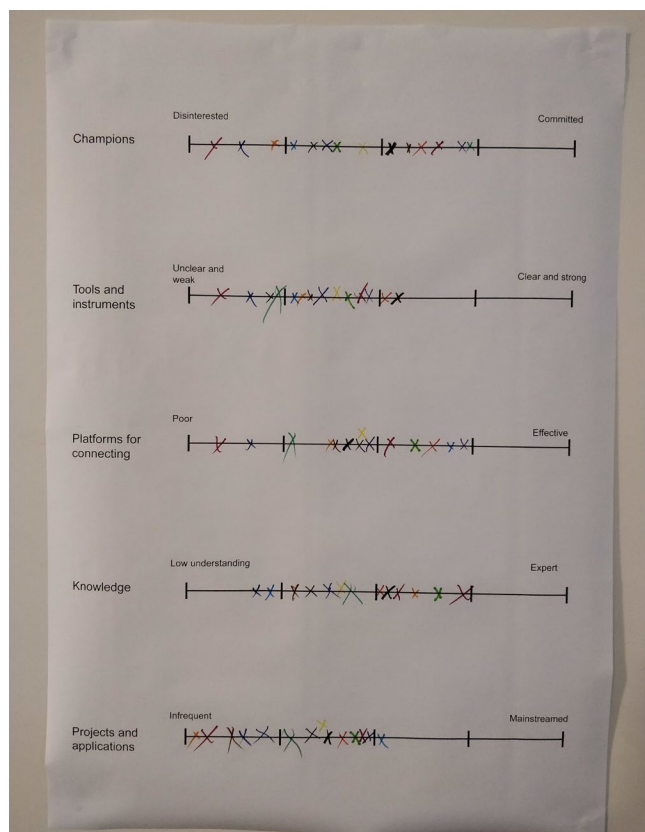 Disinterested
Committed
Champions
Unclear and
weak
Clear and strong
Tools and
instruments
Poor
Effective
Platforms for
connecting
Low understanding
Expert
Knowledge
Infrequent
Mainstreamed
Projects and
applications